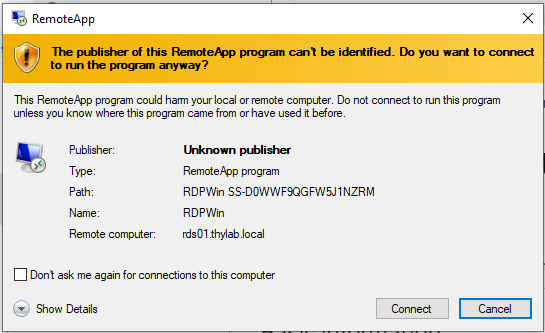 RemoteApp
The publisher of this RemoteApp program can't be identified. Do you want to connect
to run the program anyway?
This RemoteApp program could harm your local or remote computer. Do not connect to run this program
unless you know where this program came from or have used it before.
Publisher: Unknown publisher
Type: RemoteApp program
Path: RDPWin SS-D0WWF9QGFW5J1NZRM
Name: RDPWin
Remote computer: rds01.thylab.local
Don't ask me again for connections to this computer
Show Details Connect Cancel